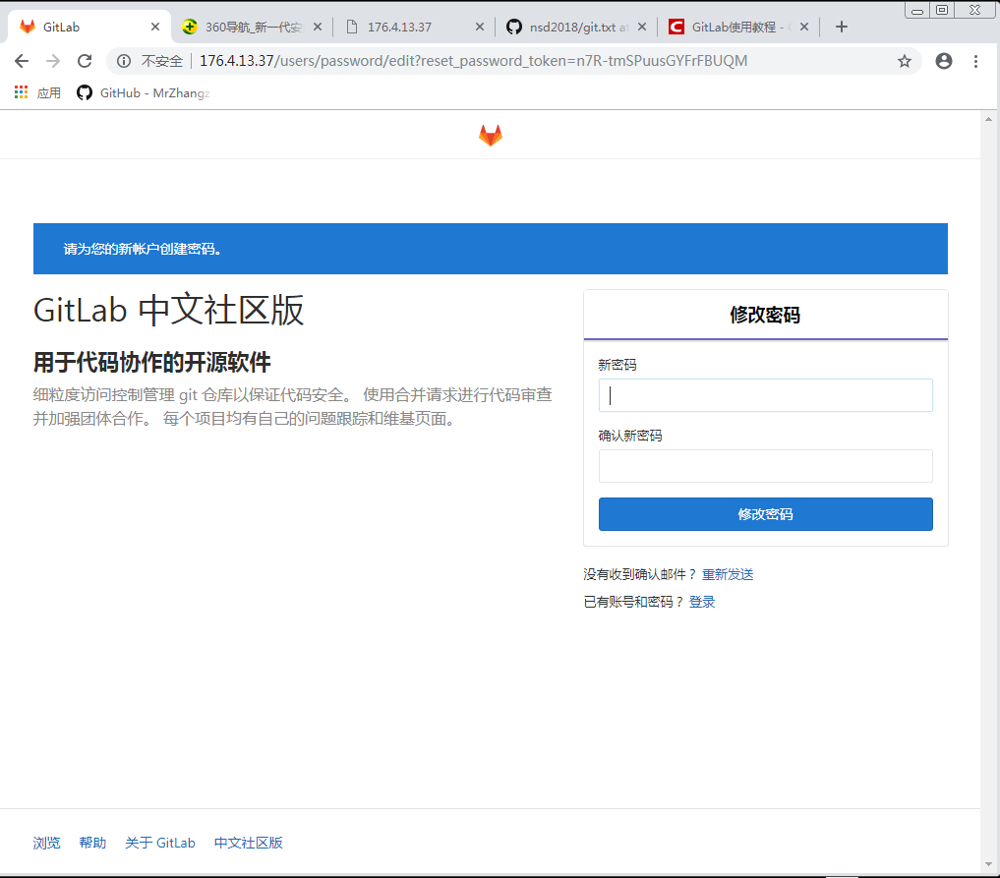 GitLab
360导航_新一代安
176.4.13.37
nsd2018/git.txt at
GitLab使用教程 -
不安全 176.4.13.37/users/password/edit?reset_password_token=n7R-tmSPuusGYFrFBUQM
应用 GitHub - MrZhangz
请为您的新帐户创建密码。
GitLab 中文社区版
用于代码协作的开源软件
细粒度访问控制管理 git 仓库以保证代码安全。 使用合并请求进行代码审查
并加强团体合作。 每个项目均有自己的问题跟踪和维基页面。
修改密码
新密码
确认新密码
修改密码
没有收到确认邮件？ 重新发送
已有账号和密码？ 登录
浏览 帮助 关于 GitLab 中文社区版